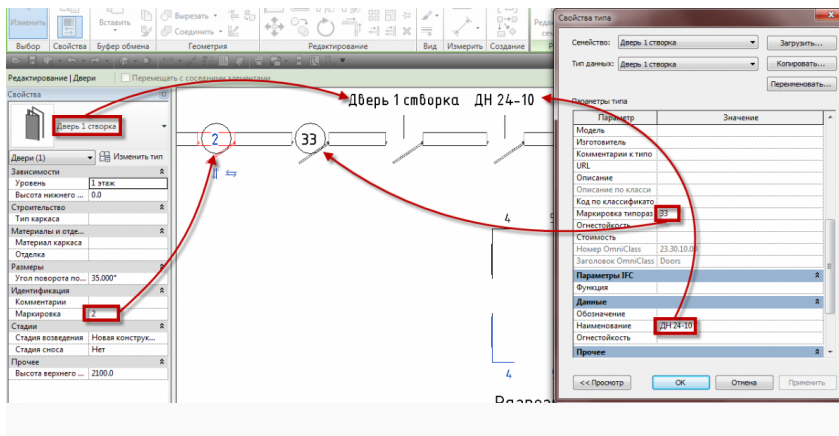 Изменить
Вставить
Вырезать
Соединить
Выбор Свойства Буфер обмена Геометрия Редактирование Вид Измерить Создание
Редактирование | Двери Перемещать с соседними элементами
Свойства
Дверь 1 створка
Двери (1) Изменить тип
Зависимости
Уровень 1 этаж
Высота нижнего ... 0.0
Строительство
Тип каркаса
Материалы и отде...
Материал каркаса
Отделка
Размеры
Угол поворота по... 35.000°
Идентификация
Комментарии
Маркировка 2
Стадии
Стадия возведения Новая конструк...
Стадия сноса Нет
Прочее
Высота верхнего ... 2100.0
Дверь 1 створка ДН 24-10
2 33
4
4
Свойства типа
Семейство: Дверь 1 створка Загрузить...
Тип данных: Дверь 1 створка Копировать...
Переименовать...
Параметры типа
Параметр Значение
Модель
Изготовитель
Комментарии к типо
URL
Описание
Описание по класси
Код по классификато
Маркировка типораз 33
Огнестойкость
Стоимость
Номер OmniClass 23.30.10.00
Заголовок OmniClass Doors
Параметры IFC
Функция
Данные
Обозначение
Наименование ДН 24-10
Огнестойкость
Прочее
<< Просмотр ОК Отмена Применить